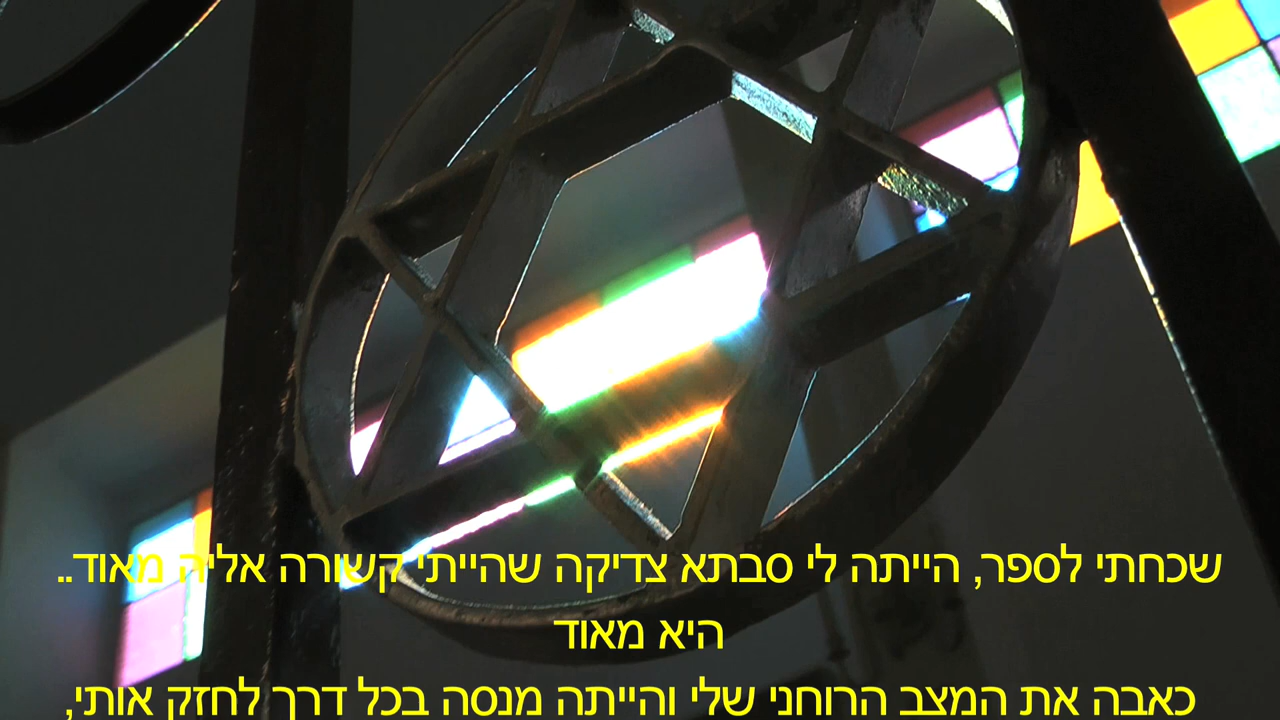 שכחתי לספר, הייתה לי סבתא צדיקה שהייתי קשורה אליה מאוד..
היא מאוד
כאבה את המצב הרוחני שלי והייתה מנסה בכל דרך לחזק אותי,